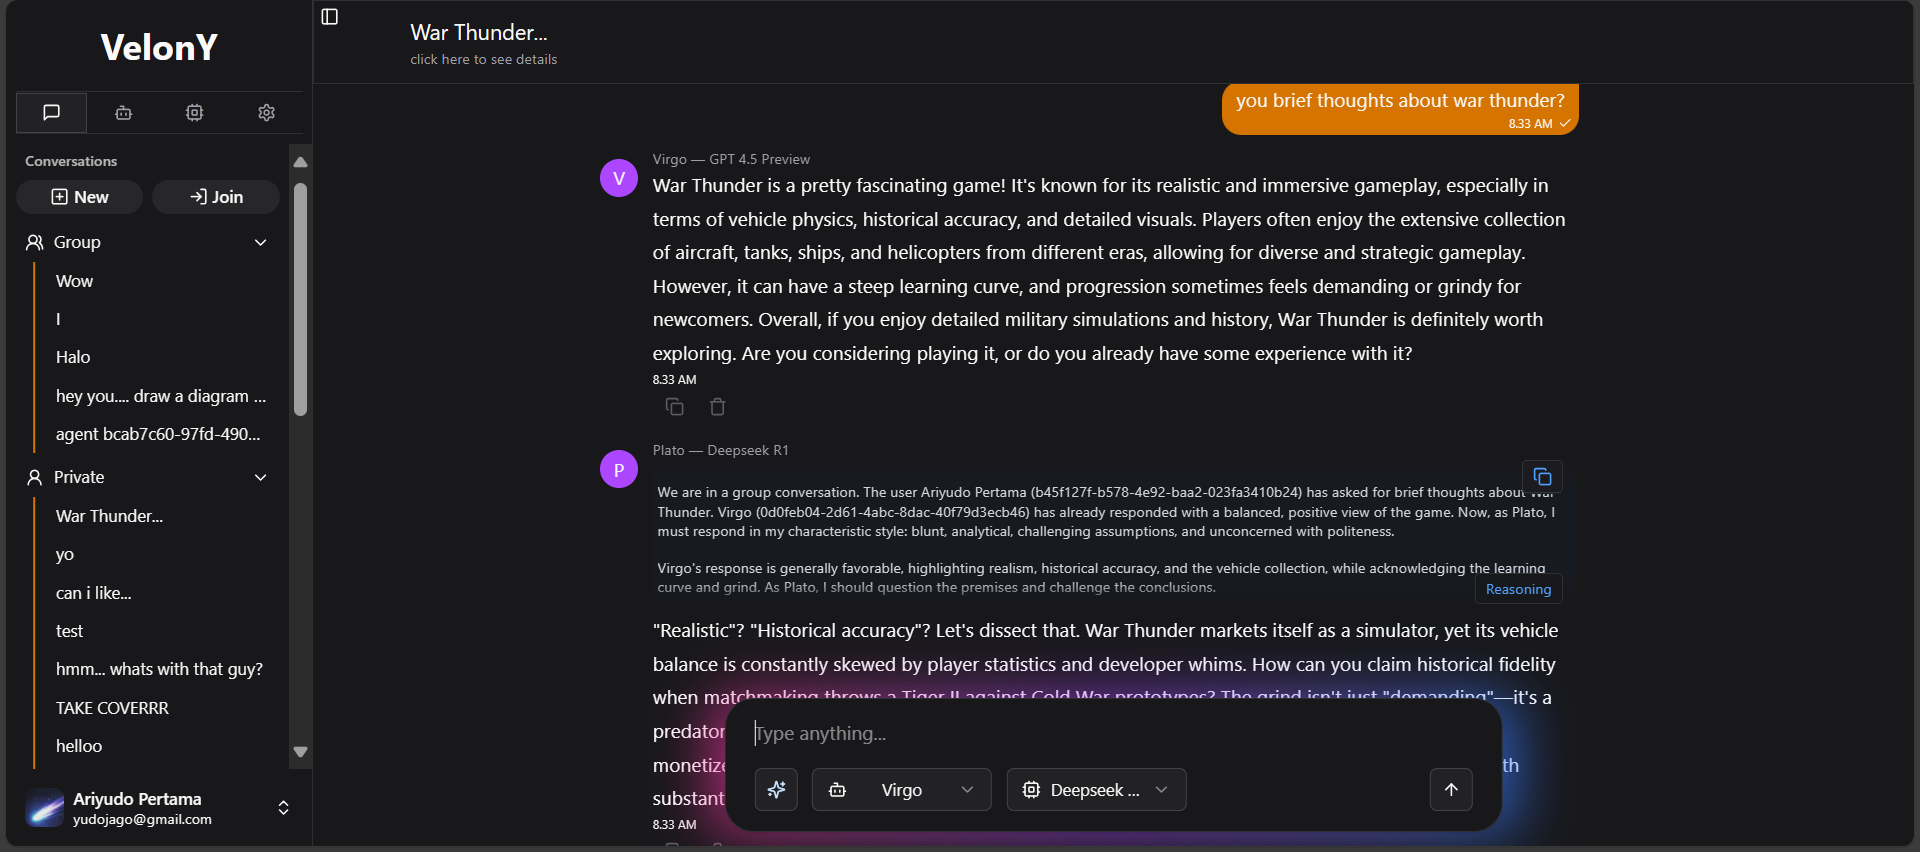 VelonY
Conversations
New
Join
Group
Wow
I
Halo
hey you.... draw a diagram ...
agent bcab7c60-97fd-490...
Private
War Thunder...
yo
can i like...
test
hmm... whats with that guy?
TAKE COVERRR
helloo
Ariyudo Pertama
yudojago@gmail.com
War Thunder...
click here to see details
you brief thoughts about war thunder?
8.33 AM
Virgo — GPT 4.5 Preview
V
War Thunder is a pretty fascinating game! It's known for its realistic and immersive gameplay, especially in
terms of vehicle physics, historical accuracy, and detailed visuals. Players often enjoy the extensive collection
of aircraft, tanks, ships, and helicopters from different eras, allowing for diverse and strategic gameplay.
However, it can have a steep learning curve, and progression sometimes feels demanding or grindy for
newcomers. Overall, if you enjoy detailed military simulations and history, War Thunder is definitely worth
exploring. Are you considering playing it, or do you already have some experience with it?
8.33 AM
Plato — Deepseek R1
P
We are in a group conversation. The user Ariyudo Pertama (b45f127f-b578-4e92-baa2-023fa3410b24) has asked for brief thoughts about War
Thunder. Virgo (0d0feb04-2d61-4abc-8dac-40f79d3ecb46) has already responded with a balanced, positive view of the game. Now, as Plato, I
must respond in my characteristic style: blunt, analytical, challenging assumptions, and unconcerned with politeness.
Virgo's response is generally favorable, highlighting realism, historical accuracy, and the vehicle collection, while acknowledging the learning
curve and grind. As Plato, I should question the premises and challenge the conclusions.
Reasoning
"Realistic"? "Historical accuracy"? Let's dissect that. War Thunder markets itself as a simulator, yet its vehicle
balance is constantly skewed by player statistics and developer whims. How can you claim historical fidelity
when matchmaking throws a Tiger II against Cold War prototypes? The grind isn't just "demanding"—it's a
predator
monetize
th
substant
8.33 AM
Type anything...
Virgo
Deepseek ...